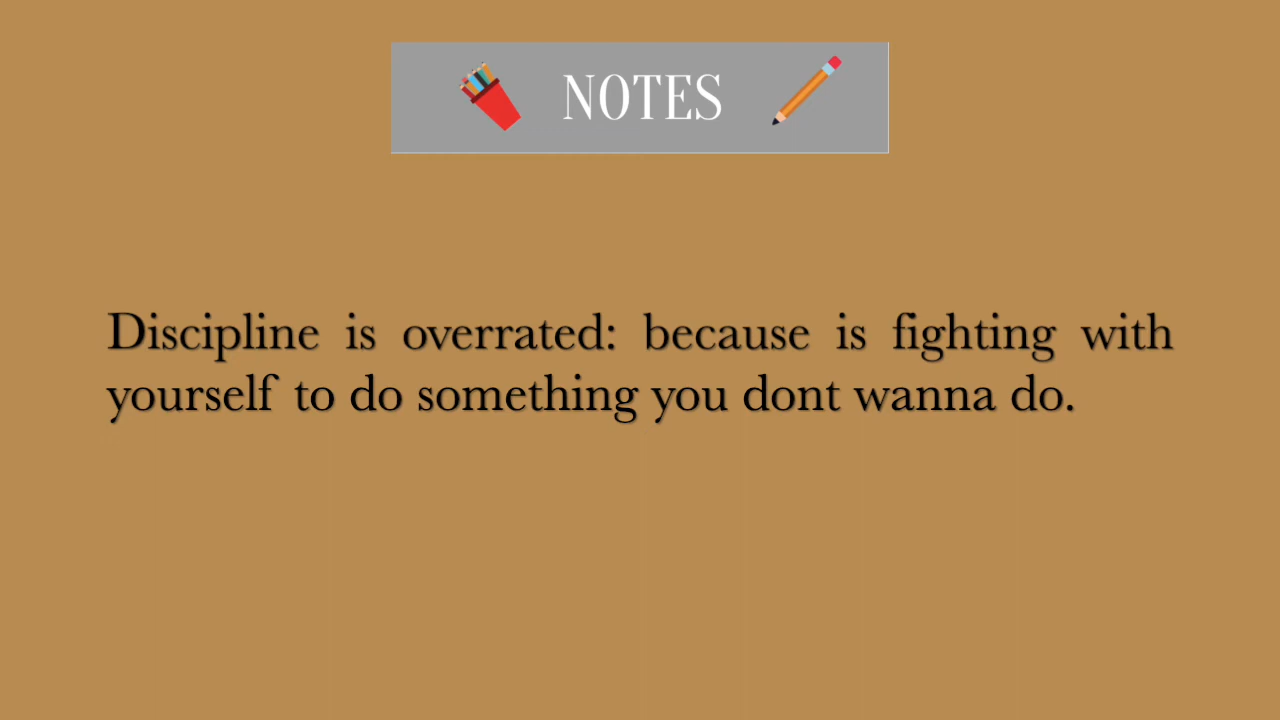 NOTES
Discipline is overrated: because is fighting with
yourself to do something you dont wanna do.